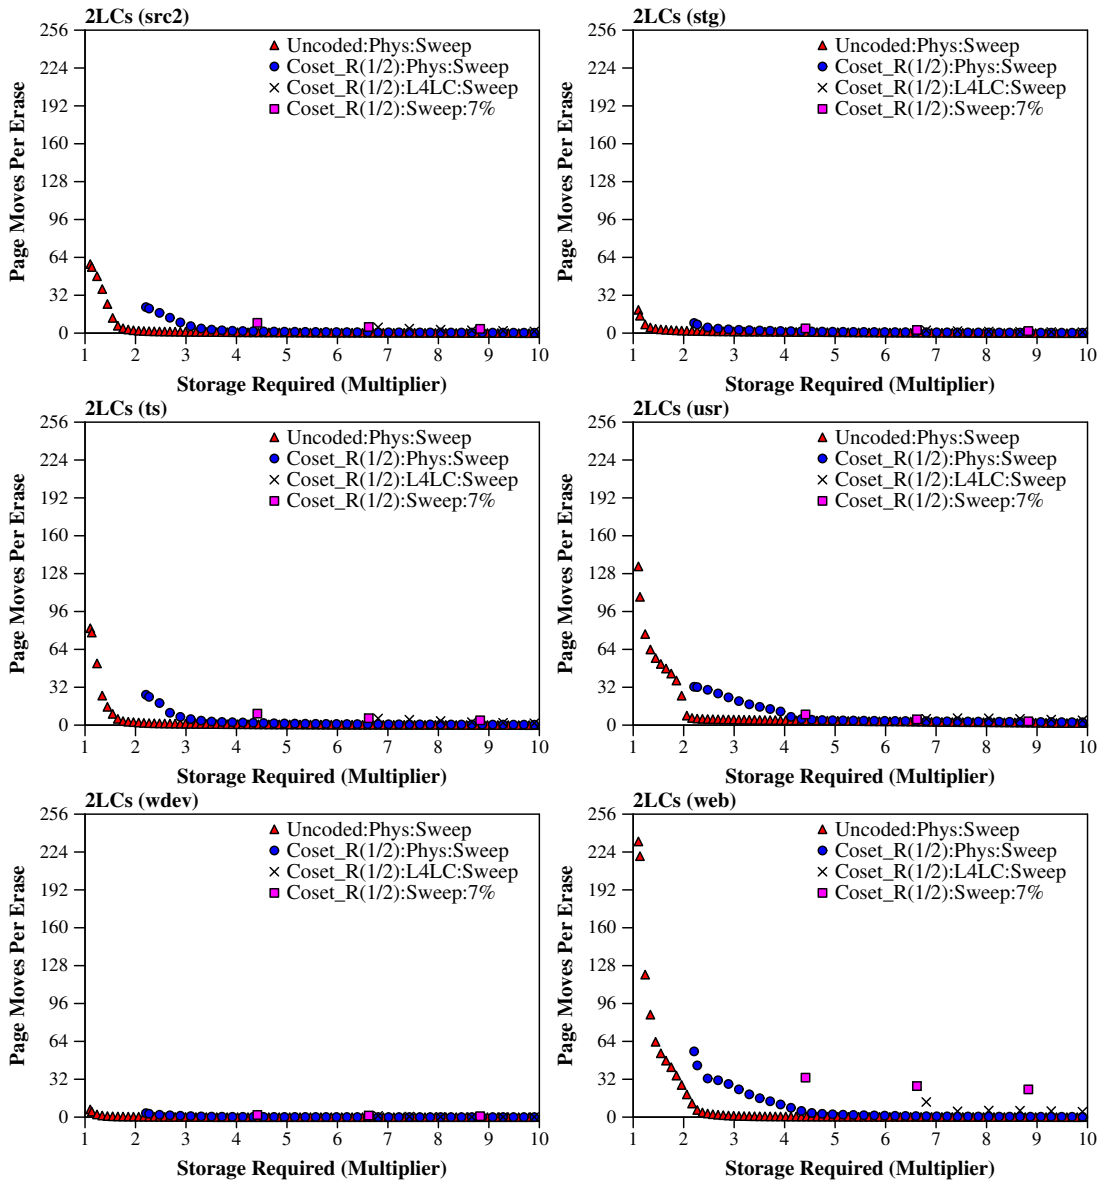 2LCs (src2)
256
224
192
160
128
96
64
32
0
Page Moves Per Erase
Uncoded:Phys:Sweep
Coset_R(1/2):Phys:Sweep
Coset_R(1/2):L4LC:Sweep
Coset_R(1/2):Sweep:7%
1 2 3 4 5 6 7 8 9 10
Storage Required (Multiplier)
2LCs (stg)
256
224
192
160
128
96
64
32
0
Page Moves Per Erase
Uncoded:Phys:Sweep
Coset_R(1/2):Phys:Sweep
Coset_R(1/2):L4LC:Sweep
Coset_R(1/2):Sweep:7%
1 2 3 4 5 6 7 8 9 10
Storage Required (Multiplier)
2LCs (ts)
256
224
192
160
128
96
64
32
0
Page Moves Per Erase
Uncoded:Phys:Sweep
Coset_R(1/2):Phys:Sweep
Coset_R(1/2):L4LC:Sweep
Coset_R(1/2):Sweep:7%
1 2 3 4 5 6 7 8 9 10
Storage Required (Multiplier)
2LCs (usr)
256
224
192
160
128
96
64
32
0
Page Moves Per Erase
Uncoded:Phys:Sweep
Coset_R(1/2):Phys:Sweep
Coset_R(1/2):L4LC:Sweep
Coset_R(1/2):Sweep:7%
1 2 3 4 5 6 7 8 9 10
Storage Required (Multiplier)
2LCs (wdev)
256
224
192
160
128
96
64
32
0
Page Moves Per Erase
Uncoded:Phys:Sweep
Coset_R(1/2):Phys:Sweep
Coset_R(1/2):L4LC:Sweep
Coset_R(1/2):Sweep:7%
1 2 3 4 5 6 7 8 9 10
Storage Required (Multiplier)
2LCs (web)
256
224
192
160
128
96
64
32
0
Page Moves Per Erase
Uncoded:Phys:Sweep
Coset_R(1/2):Phys:Sweep
Coset_R(1/2):L4LC:Sweep
Coset_R(1/2):Sweep:7%
1 2 3 4 5 6 7 8 9 10
Storage Required (Multiplier)